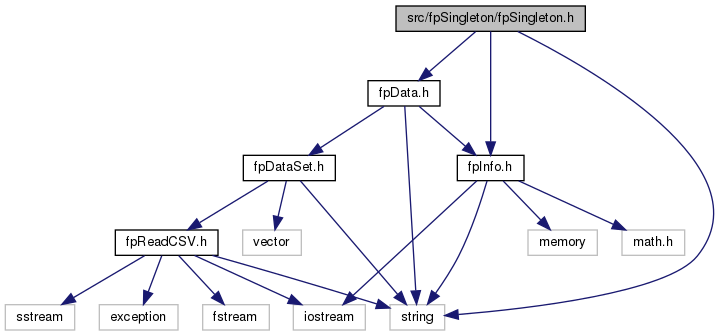 src/fpSingleton/fpSingleton.h
fpData.h
fpDataSet.h
fpInfo.h
fpReadCSV.h
vector
memory
math.h
sstream
exception
fstream
iostream
string